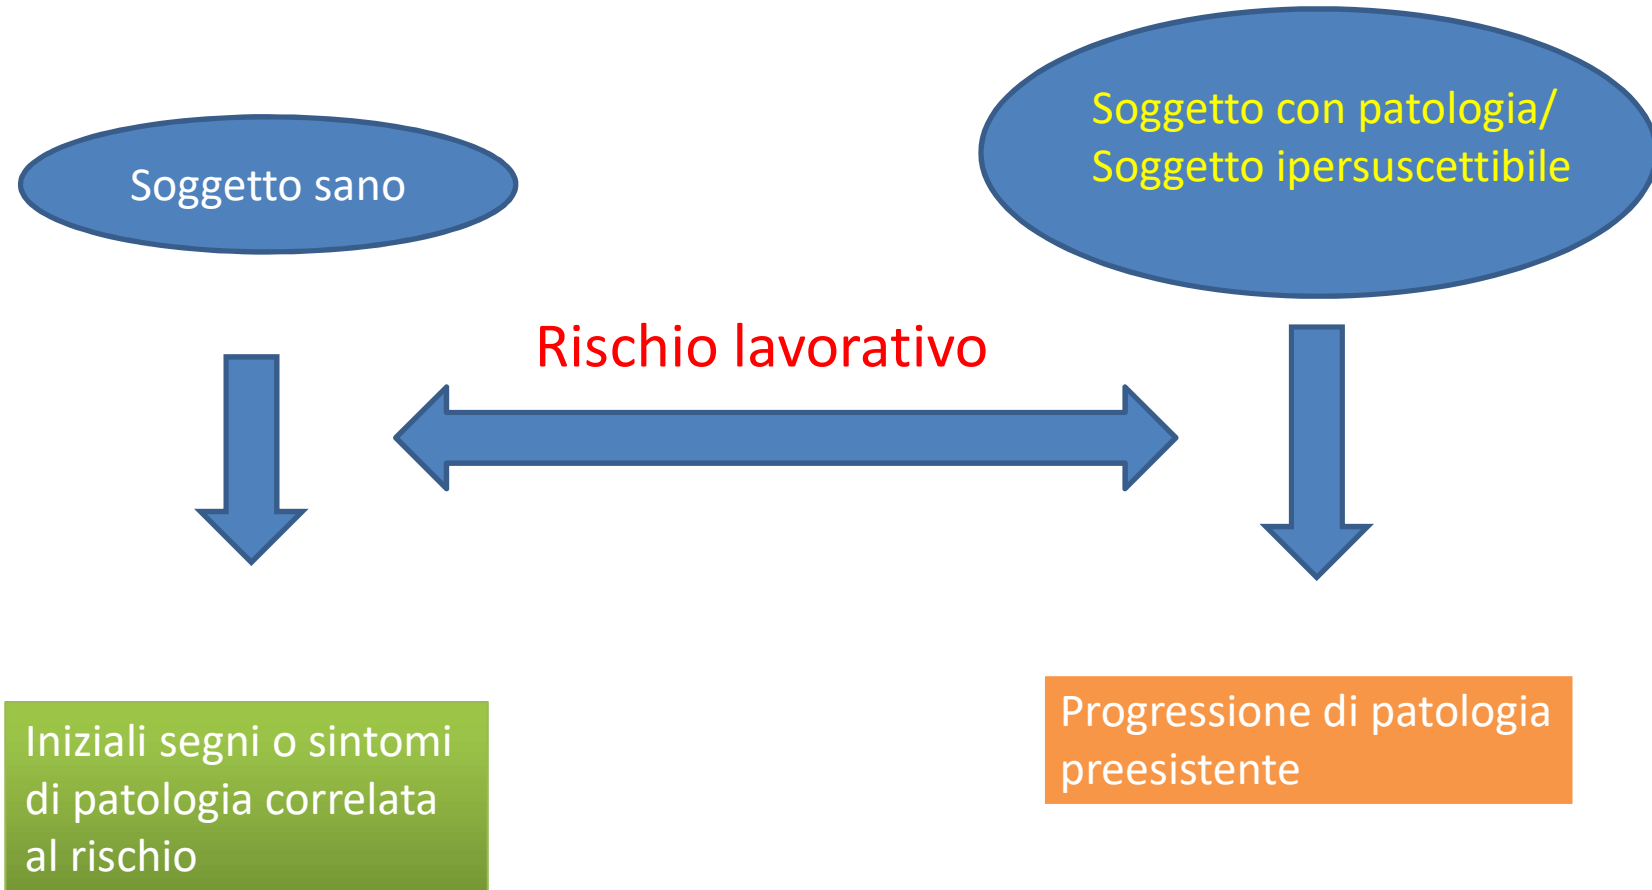 Soggetto sano
Soggetto con patologia/
Soggetto ipersuscettibile
Rischio lavorativo
Iniziali segni o sintomi
di patologia correlata
al rischio
Progressione di patologia
preesistente